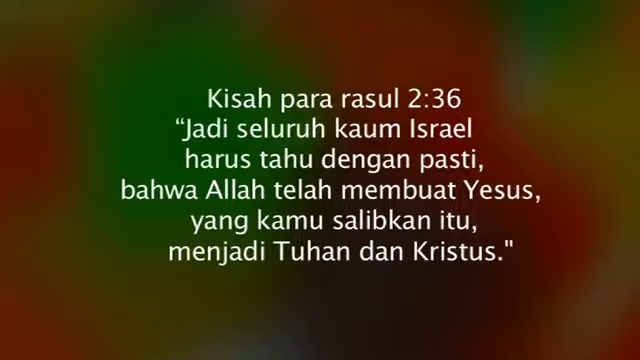 Kisah para rasul 2:36
“Jadi seluruh kaum Israel
harus tahu dengan pasti,
bahwa Allah telah membuat Yesus,
yang kamu salibkan itu,
menjadi Tuhan dan Kristus."